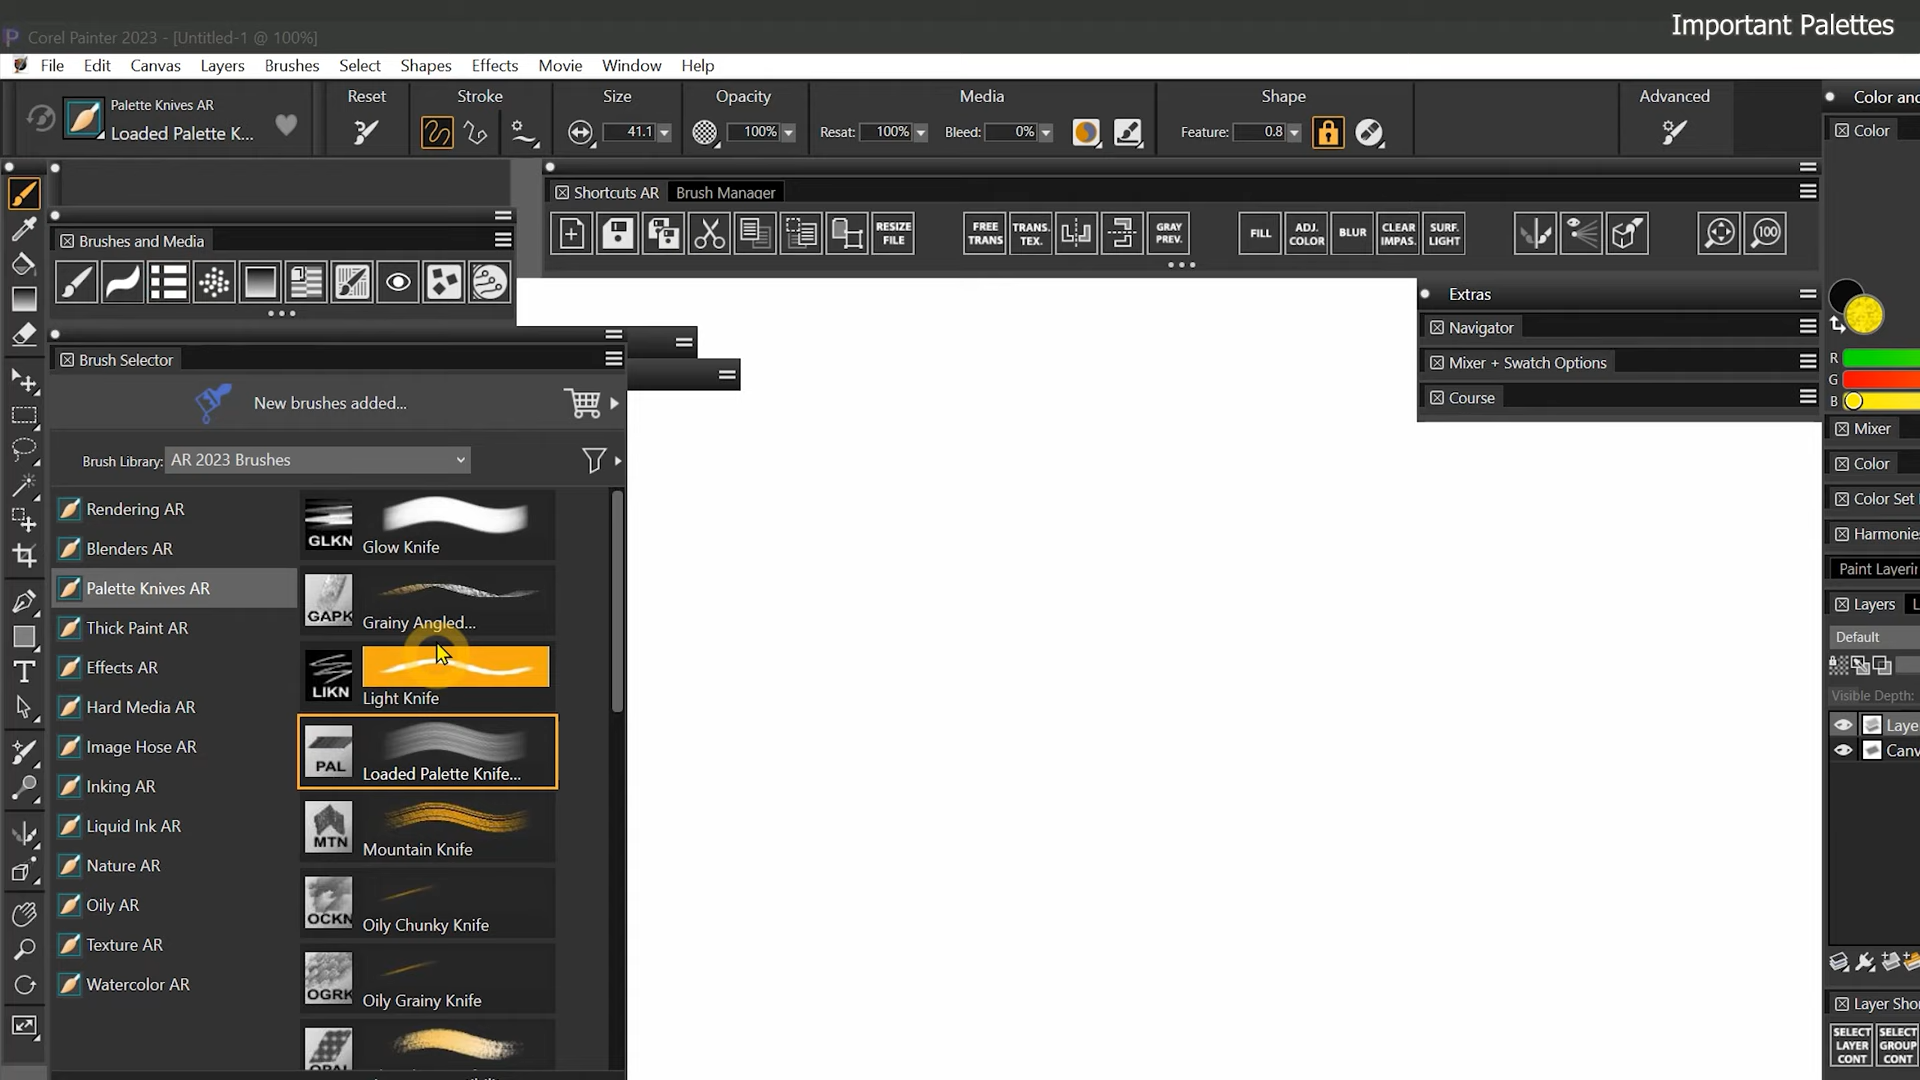 Important Palettes
Corel Painter 2023 - [Untitled-1 @ 100%]
File Edit Canvas Layers Brushes Select Shapes Effects Movie Window Help
Palette Knives AR
Loaded Palette K...
Reset
Stroke
Size
41.1
Opacity
100%
Media
Resat: 100%
Bleed: 0%
Shape
Feature: 0.8
Advanced
Color and
Color
Shortcuts AR
Brush Manager
RESIZE
FILE
FREE
TRANS
TRANS.
TEX.
GRAY
PREV.
FILL
ADJ.
COLOR
BLUR
CLEAR
IMPAS.
SURF.
LIGHT
100
Brushes and Media
Extras
Navigator
Mixer + Swatch Options
Course
Brush Selector
New brushes added...
Brush Library: AR 2023 Brushes
Rendering AR
Blenders AR
Palette Knives AR
Thick Paint AR
Effects AR
Hard Media AR
Image Hose AR
Inking AR
Liquid Ink AR
Nature AR
Oily AR
Texture AR
Watercolor AR
GLKN
Glow Knife
GAPK
Grainy Angled...
LIKN
Light Knife
PAL
Loaded Palette Knife...
MTN
Mountain Knife
OCKN
Oily Chunky Knife
OGRK
Oily Grainy Knife
R
G
B
Mixer
Color
Color Set
Harmonies
Paint Layerin
Layers
Default
Visible Depth:
Laye
Canv
Layer Sho
SELECT
LAYER
CONT
SELECT
GROUP
CONT